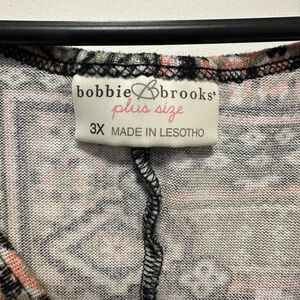 bobbie B brooks®
plus size
3X MADE IN LESOTHO